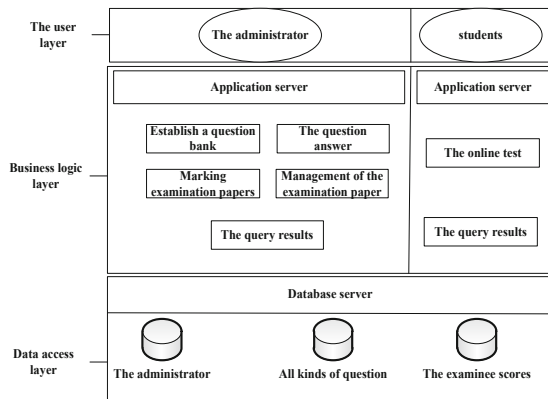 The user
layer
The administrator
students
Business logic
layer
Application server
Application server
Establish a question
bank
The question
answer
Marking
examination papers
Management of the
examination paper
The query results
The online test
The query results
Data access
layer
Database server
The administrator
All kinds of question
The examinee scores